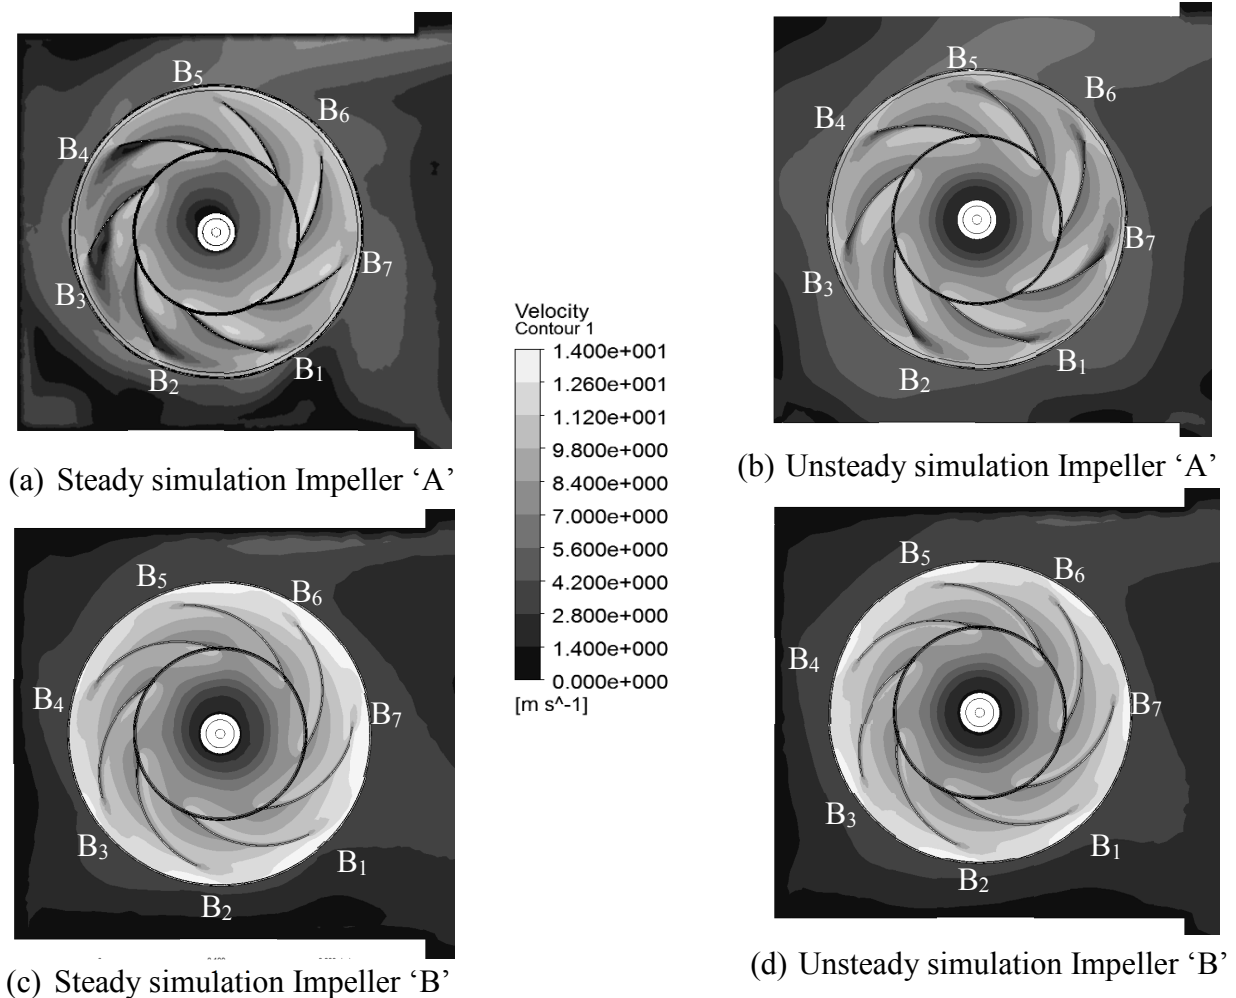 B5
B6
B4
B7
B3
B2
B1
(a) Steady simulation Impeller ‘A’
B5
B6
B4
B7
B3
B1
B2
(b) Unsteady simulation Impeller ‘A’
Velocity
Contour 1
1.400e+001
1.260e+001
1.120e+001
9.800e+000
8.400e+000
7.000e+000
5.600e+000
4.200e+000
2.800e+000
1.400e+000
0.000e+000
[m s^-1]
B5
B6
B4
B7
B3
B1
B2
(c) Steady simulation Impeller ‘B’
B5
B6
B4
B7
B3
B1
B2
(d) Unsteady simulation Impeller ‘B’